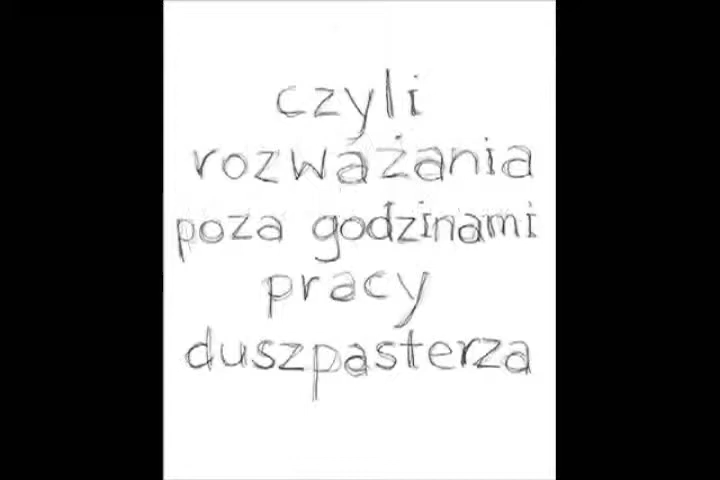 czyli
rozważania
poza godzinami
pracy
duszpasterza